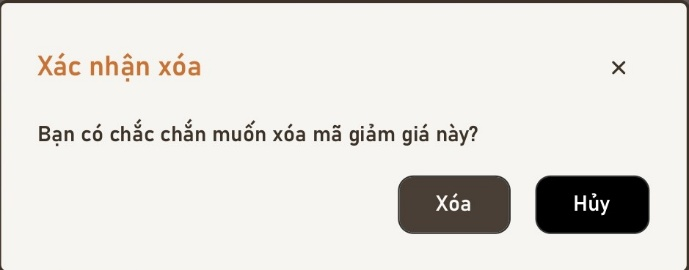 Xác nhận xóa
×
Bạn có chắc chắn muốn xóa mã giảm giá này?
Xóa
Hủy